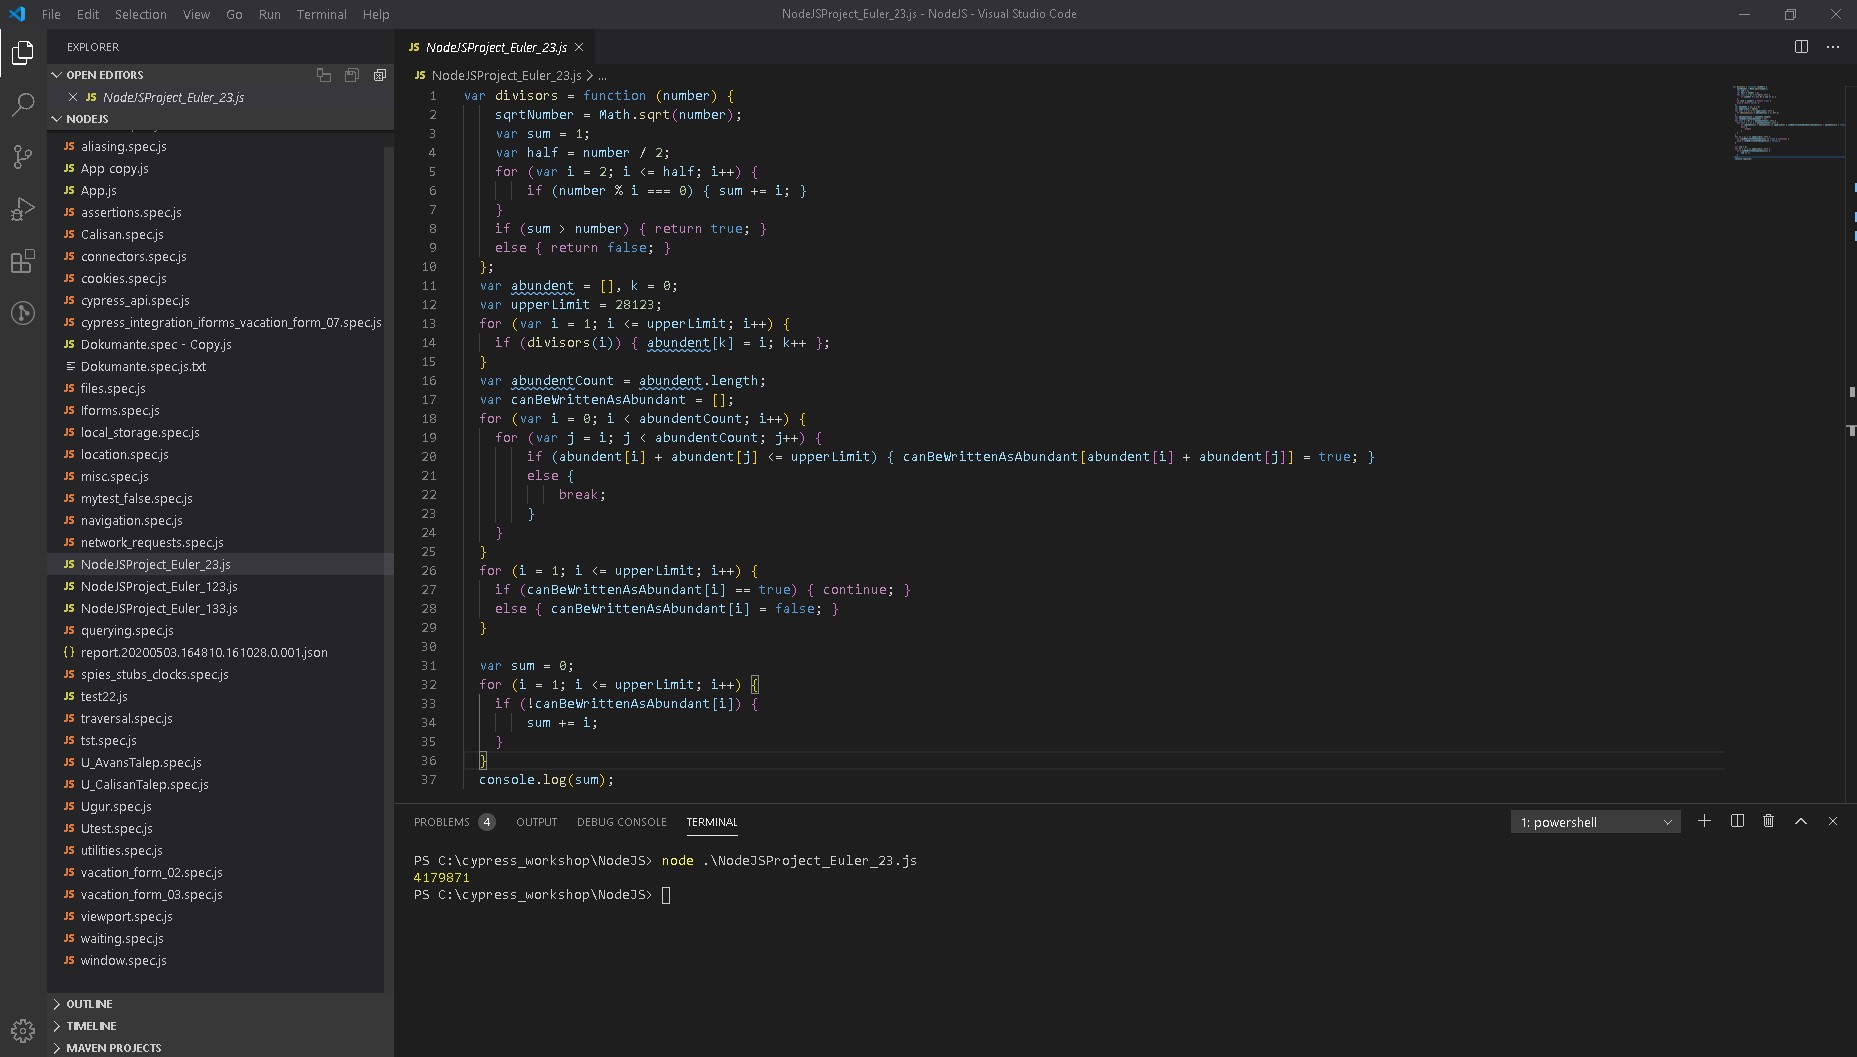 File Edit Selection View Go Run Terminal Help
NodeJSProject_Euler_23.js - NodeJS - Visual Studio Code
EXPLORER
OPEN EDITORS
JS NodeJSProject_Euler_23.js
NODEJS
JS aliasing.spec.js
JS App copy.js
JS App.js
JS assertions.spec.js
JS Calisan.spec.js
JS connectors.spec.js
JS cookies.spec.js
JS cypress_api.spec.js
JS cypress_integration_iforms_vacation_form_07.spec.js
JS Dokumante.spec - Copy.js
Dokumante.spec.js.txt
JS files.spec.js
JS Iforms.spec.js
JS local_storage.spec.js
JS location.spec.js
JS misc.spec.js
JS mytest_false.spec.js
JS navigation.spec.js
JS network_requests.spec.js
JS NodeJSProject_Euler_23.js
JS NodeJSProject_Euler_123.js
JS NodeJSProject_Euler_133.js
JS querying.spec.js
{} report.20200503.164810.161028.0.001.json
JS spies_stubs_clocks.spec.js
JS test22.js
JS traversal.spec.js
JS tst.spec.js
JS U_AvansTalep.spec.js
JS U_CalisanTalep.spec.js
JS Ugur.spec.js
JS Utest.spec.js
JS utilities.spec.js
JS vacation_form_02.spec.js
JS vacation_form_03.spec.js
JS viewport.spec.js
JS waiting.spec.js
JS window.spec.js
OUTLINE
TIMELINE
MAVEN PROJECTS
JS NodeJSProject_Euler_23.js
JS NodeJSProject_Euler_23.js > ...
1 var divisors = function (number) {
2 sqrtNumber = Math.sqrt(number);
3 var sum = 1;
4 var half = number / 2;
5 for (var i = 2; i <= half; i++) {
6 if (number % i === 0) { sum += i; }
7 }
8 if (sum > number) { return true; }
9 else { return false; }
10 };
11 var abundent = [], k = 0;
12 var upperLimit = 28123;
13 for (var i = 1; i <= upperLimit; i++) {
14 if (divisors(i)) { abundent[k] = i; k++ };
15 }
16 var abundentCount = abundent.length;
17 var canBeWrittenAsAbundant = [];
18 for (var i = 0; i < abundentCount; i++) {
19 for (var j = i; j < abundentCount; j++) {
20 if (abundent[i] + abundent[j] <= upperLimit) { canBeWrittenAsAbundant[abundent[i] + abundent[j]] = true; }
21 else {
22 break;
23 }
24 }
25 }
26 for (i = 1; i <= upperLimit; i++) {
27 if (canBeWrittenAsAbundant[i] == true) { continue; }
28 else { canBeWrittenAsAbundant[i] = false; }
29 }
30
31 var sum = 0;
32 for (i = 1; i <= upperLimit; i++) {
33 if (!canBeWrittenAsAbundant[i]) {
34 sum += i;
35 }
36 }
37 console.log(sum);
PROBLEMS 4 OUTPUT DEBUG CONSOLE TERMINAL 1: powershell
PS C:\cypress_workshop\NodeJS> node .\NodeJSProject_Euler_23.js
4179871
PS C:\cypress_workshop\NodeJS>